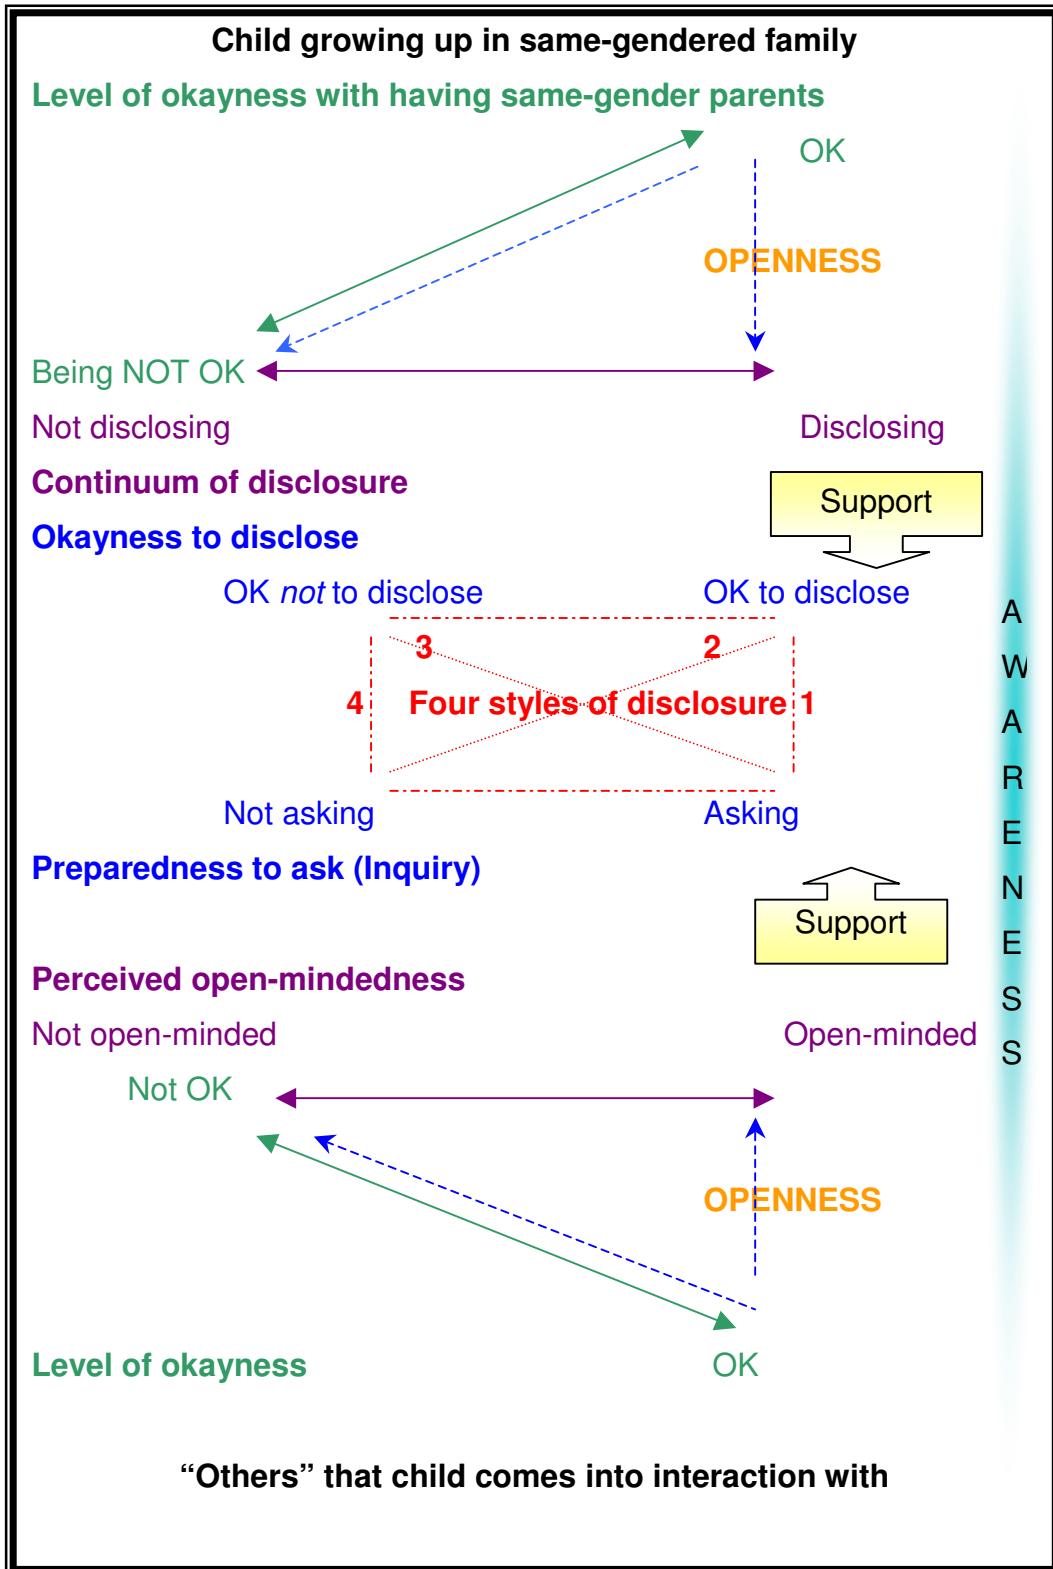 Child growing up in same-gendered family
Level of okayness with having same-gender parents
OK
OPENNESS
Being NOT OK
Not disclosing Disclosing
Continuum of disclosure
Support
Okayness to disclose
OK not to disclose OK to disclose
3 2
4 Four styles of disclosure 1
Not asking Asking
Preparedness to ask (Inquiry)
Support
Perceived open-mindedness
Not open-minded Open-minded
Not OK
OPENNESS
Level of okayness OK
“Others” that child comes into interaction with
A
W
A
R
E
N
E
S
S